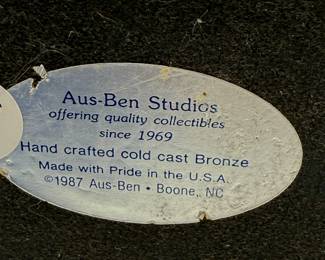 Aus-Ben Studios
offering quality collectibles
since 1969
Hand crafted cold cast Bronze
Made with Pride in the U.S.A.
©1987 Aus-Ben • Boone, NC